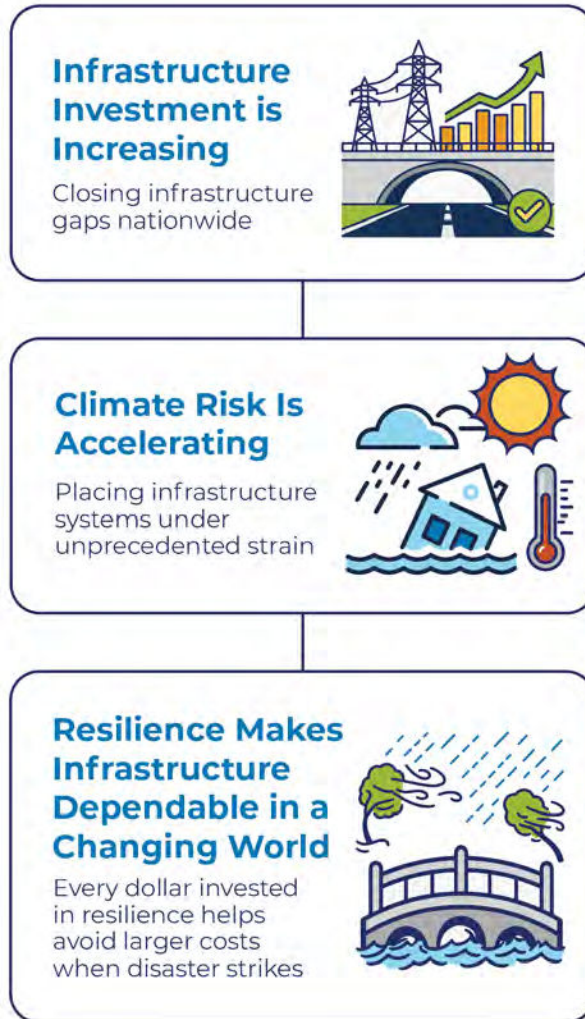 Infrastructure
Investment is
Increasing
Closing infrastructure
gaps nationwide
Climate Risk Is
Accelerating
Placing infrastructure
systems under
unprecedented strain
Resilience Makes
Infrastructure
Dependable in a
Changing World
Every dollar invested
in resilience helps
avoid larger costs
when disaster strikes